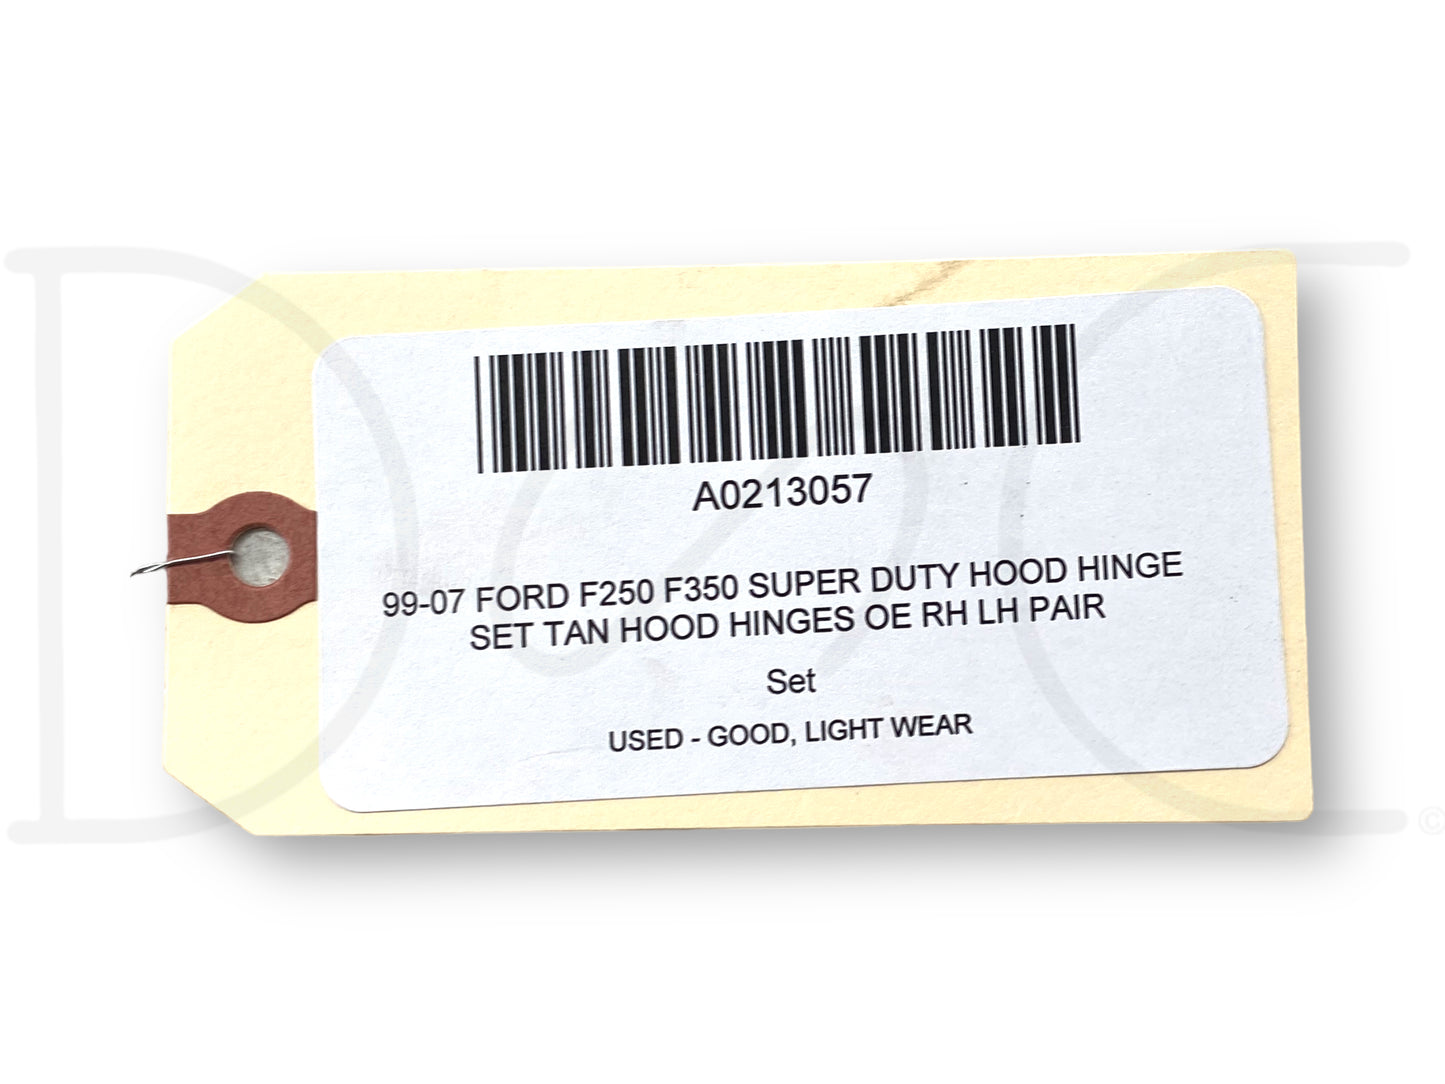 A0213057
99-07 FORD F250 F350 SUPER DUTY HOOD HINGE
SET TAN HOOD HINGES OE RH LH PAIR
Set
USED - GOOD, LIGHT WEAR
©